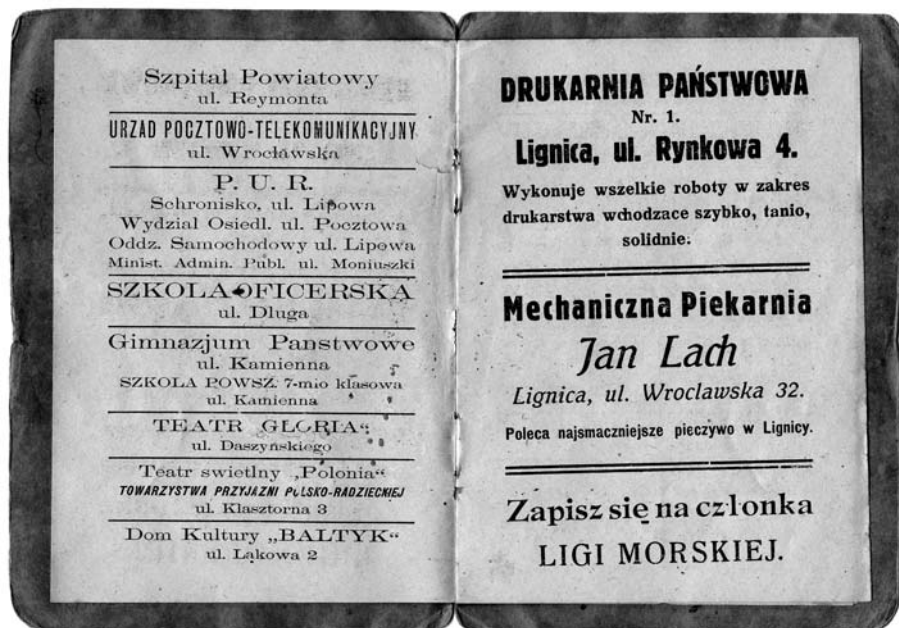 Szpital Powiatowy
ul. Reymonta
URZAD POCZTOWO-TELEKOMUNIKACYJNY
ul. Wrocławska
P. U. R.
Schronisko, ul. Lipowa
Wydzial Osiedl. ul. Pocztowa
Oddz. Samochodowy ul. Lipowa
Minist. Admin. Publ. ul. Moniuszki
SZKOLA OFICERSKA
ul. Dluga
Gimnazjum Panstwowe
ul. Kamienna
SZKOLA POWSZ. 7-mio klasowa
ul. Kamienna
TEATR GLORIA“
ul. Daszyńskiego
Teatr swietlny „Polonia“
TOWARZYSTWA PRZYJAZNI POLSKO-RADZIECKIEJ
ul. Klasztorna 3
Dom Kultury „BALTYK“
ul. Lakowa 2
DRUKARNIA PAŃSTWOWA
Nr. 1.
Lignica, ul. Rynkowa 4.
Wykonuje wszelkie roboty w zakres
drukarstwa wchodzace szybko, tanio,
solidnie.
Mechaniczna Piekarnia
Jan Lach
Lignica, ul. Wroclawska 32.
Poleca najsmaczniejsze pieczywo w Lignicy.
Zapisz się na członka
LIGI MORSKIEJ.